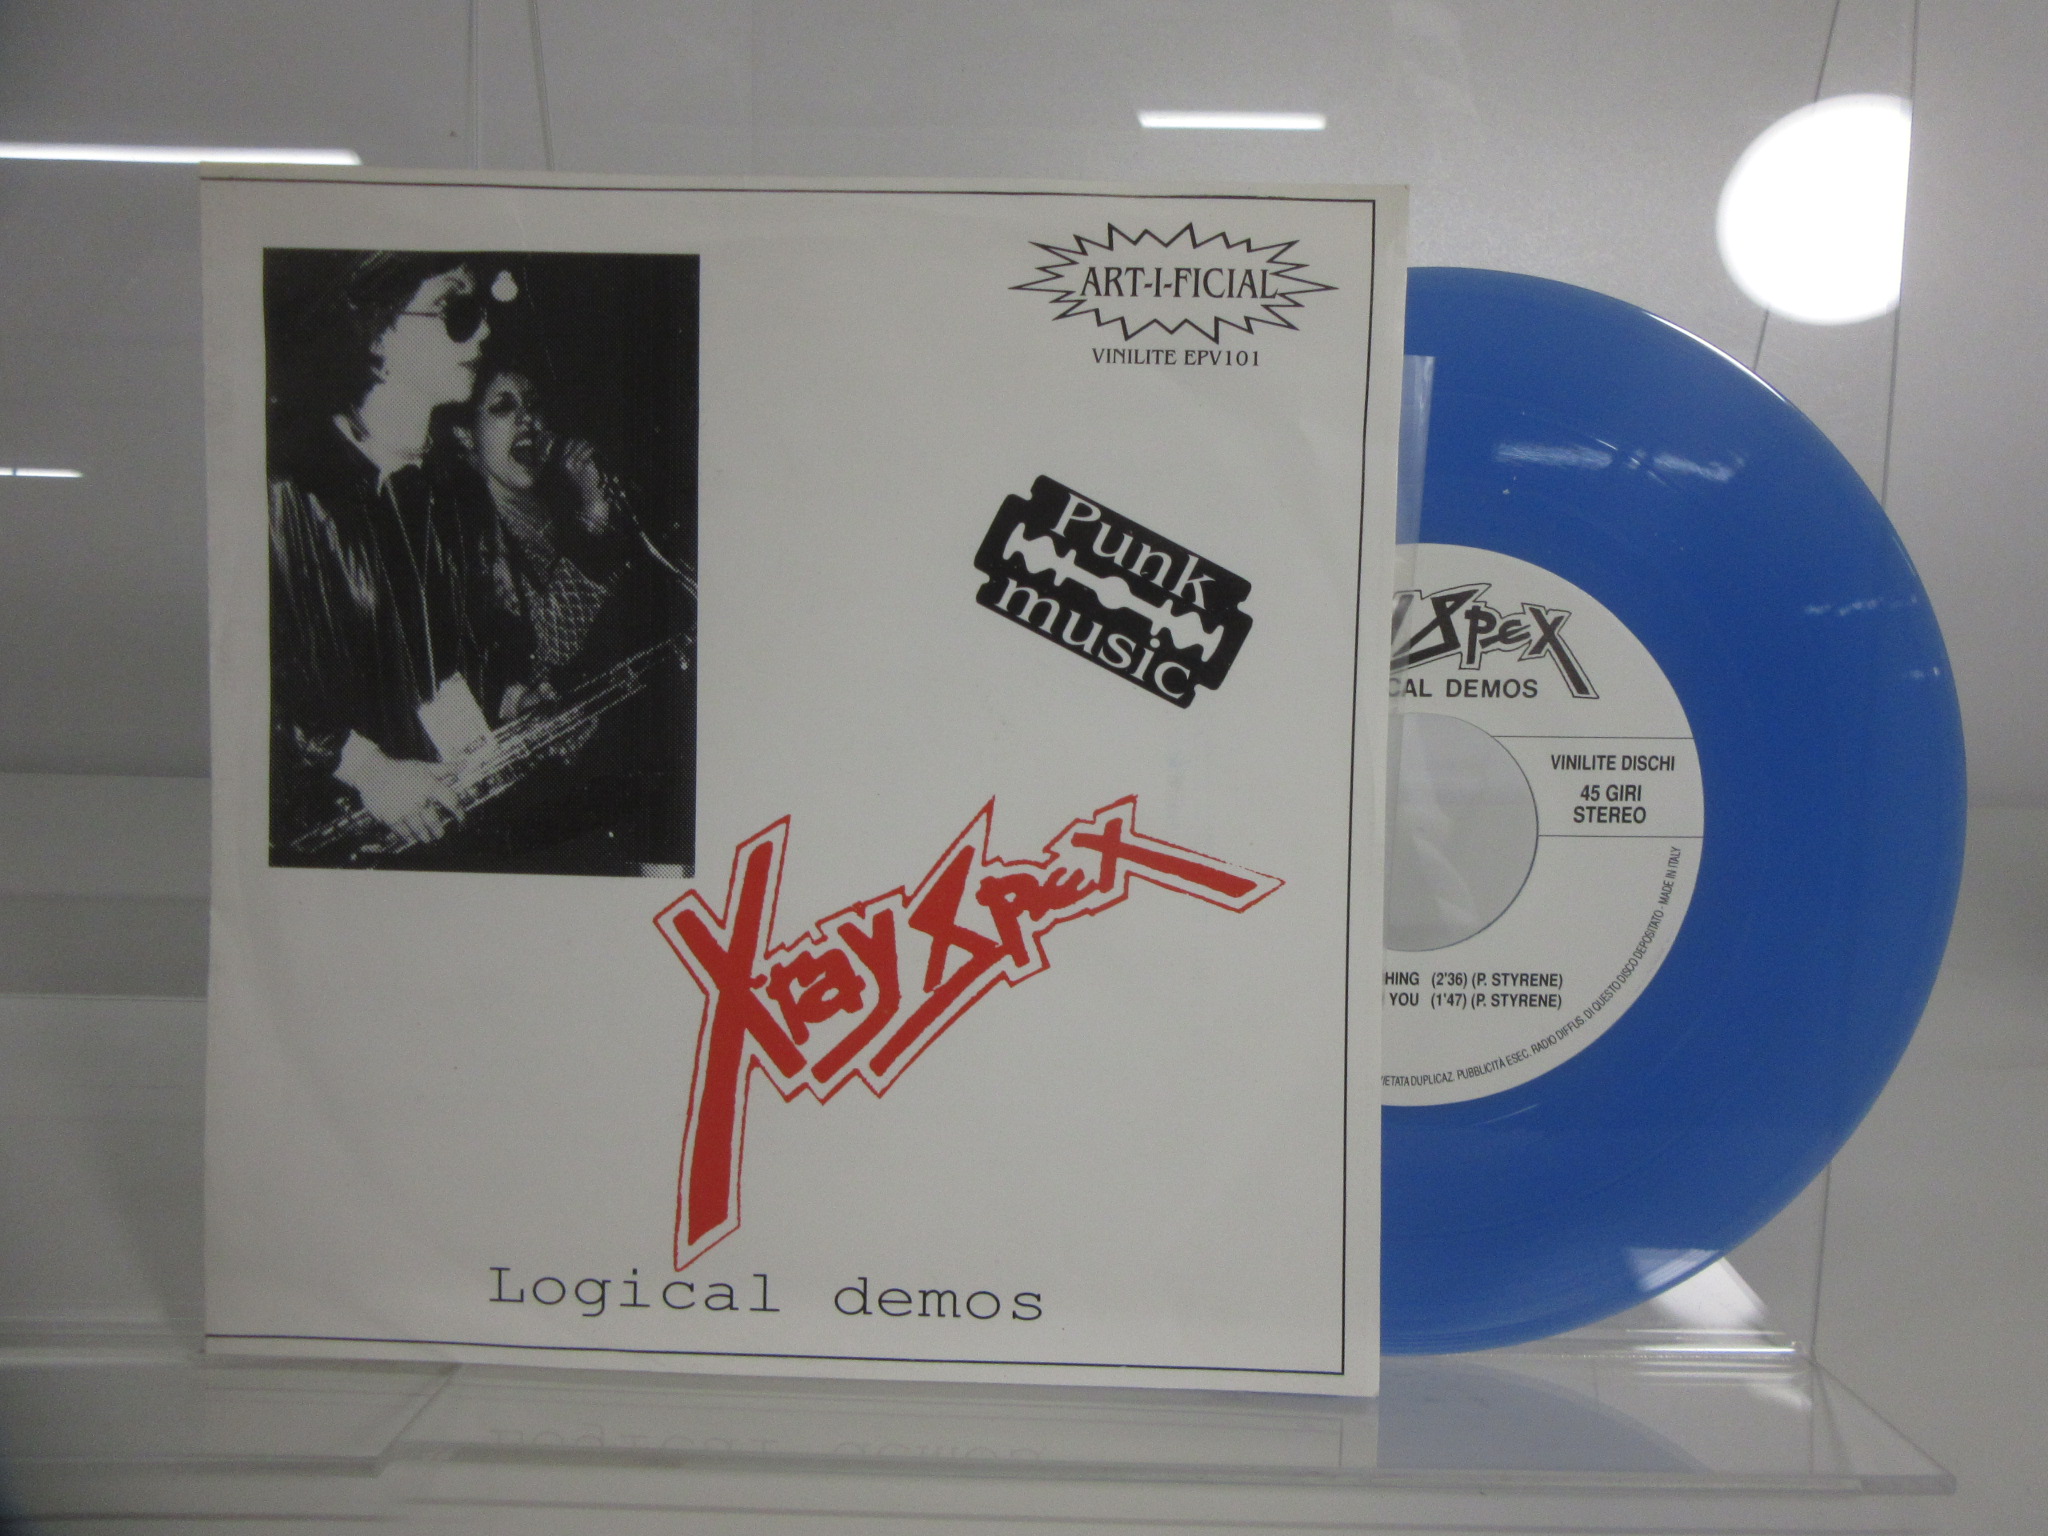 ART-I-FICIAL
VINILITE EPV101
Punk
music
Xray Spex
Logical demos
Spex
CAL DEMOS
VINILITE DISCHI
45 GIRI
STEREO
HING (2'36) (P. STYRENE)
YOU (1'47) (P. STYRENE)
VIETATA DUPLICAZ. PUBBLICITÀ ESEC. RADIO DIFFUS. DI QUESTO DISCO DEPOSITATO - MADE IN ITALY